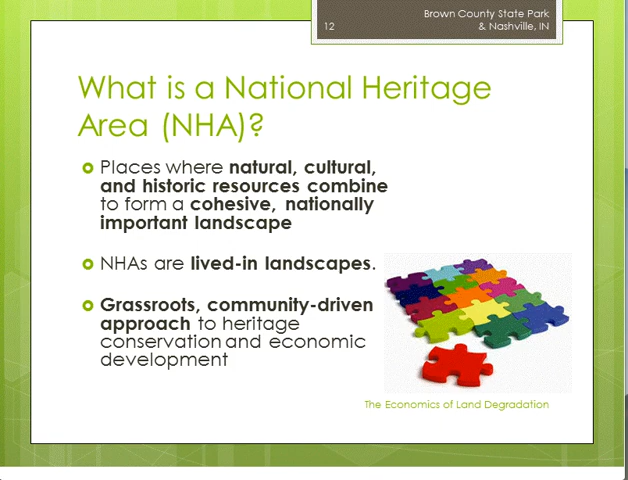 Brown County State Park
12
& Nashville, IN
What is a National Heritage
Area (NHA)?
Places where natural, cultural,
and historic resources combine
to form a cohesive, nationally
important landscape
NHAs are lived-in landscapes.
Grassroots, community-driven
approach to heritage
conservation and economic
development
The Economics of Land Degradation